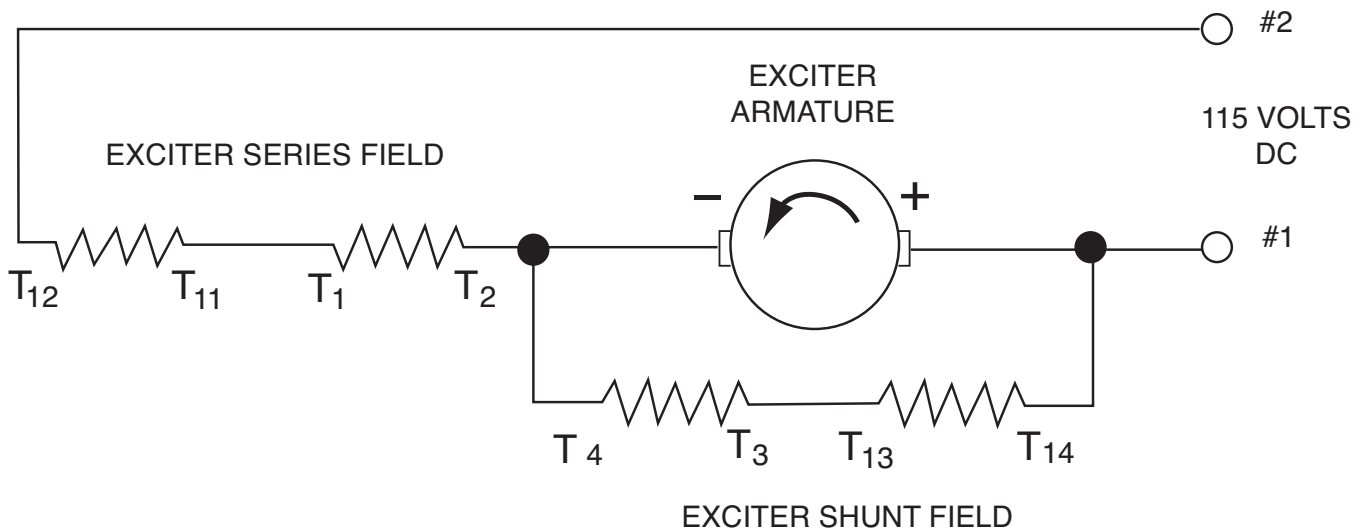 #2
EXCITER
ARMATURE
115 VOLTS
DC
EXCITER SERIES FIELD
- +
#1
T12 T11 T1 T2
T4 T3 T13 T14
EXCITER SHUNT FIELD